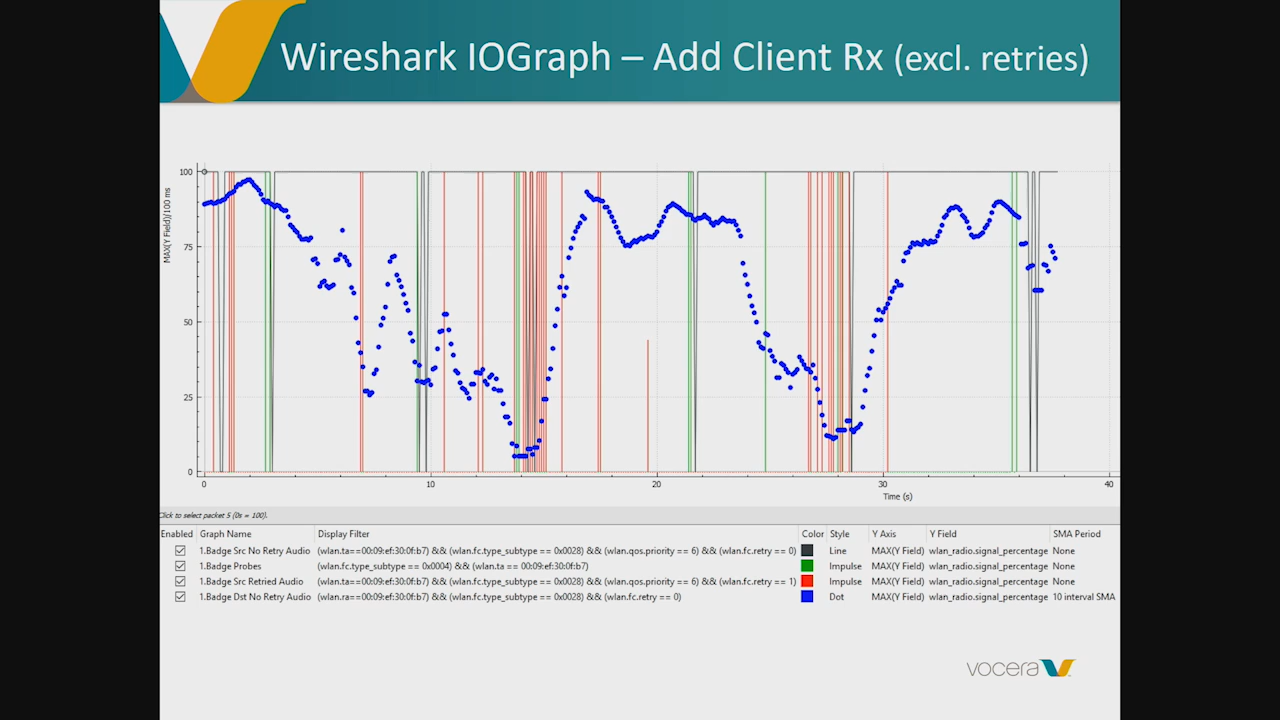 Wireshark IOGraph – Add Client Rx (excl. retries)
MAX(Y Field)/100 ms
100
75
50
25
0
0 10 20 30 40
Time (s)
Click to select packet 5 (0s = 100).
Enabled Graph Name Display Filter Color Style Y Axis Y Field SMA Period
1.Badge Src No Retry Audio (wlan.ta==00:09:ef:30:0f:b7) && (wlan.fc.type_subtype == 0x0028) && (wlan.qos.priority == 6) && (wlan.fc.retry == 0) Line MAX(Y Field) wlan_radio.signal_percentage None
1.Badge Probes (wlan.fc.type_subtype == 0x0004) && (wlan.ta == 00:09:ef:30:0f:b7) Impulse MAX(Y Field) wlan_radio.signal_percentage None
1.Badge Src Retried Audio (wlan.ta==00:09:ef:30:0f:b7) && (wlan.fc.type_subtype == 0x0028) && (wlan.qos.priority == 6) && (wlan.fc.retry == 1) Impulse MAX(Y Field) wlan_radio.signal_percentage None
1.Badge Dst No Retry Audio (wlan.ra==00:09:ef:30:0f:b7) && (wlan.fc.type_subtype == 0x0028) && (wlan.fc.retry == 0) Dot MAX(Y Field) wlan_radio.signal_percentage 10 interval SMA
vocera